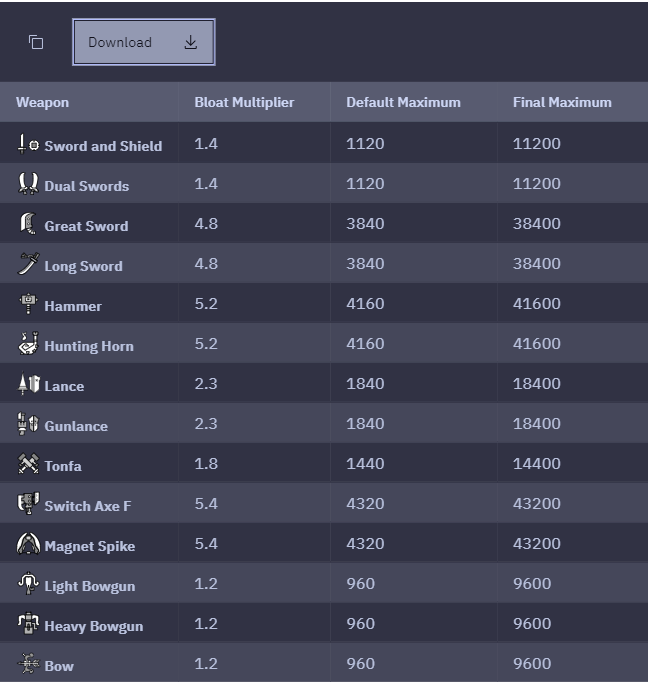 Download
Weapon Bloat Multiplier Default Maximum Final Maximum
Sword and Shield 1.4 1120 11200
Dual Swords 1.4 1120 11200
Great Sword 4.8 3840 38400
Long Sword 4.8 3840 38400
Hammer 5.2 4160 41600
Hunting Horn 5.2 4160 41600
Lance 2.3 1840 18400
Gunlance 2.3 1840 18400
Tonfa 1.8 1440 14400
Switch Axe F 5.4 4320 43200
Magnet Spike 5.4 4320 43200
Light Bowgun 1.2 960 9600
Heavy Bowgun 1.2 960 9600
Bow 1.2 960 9600